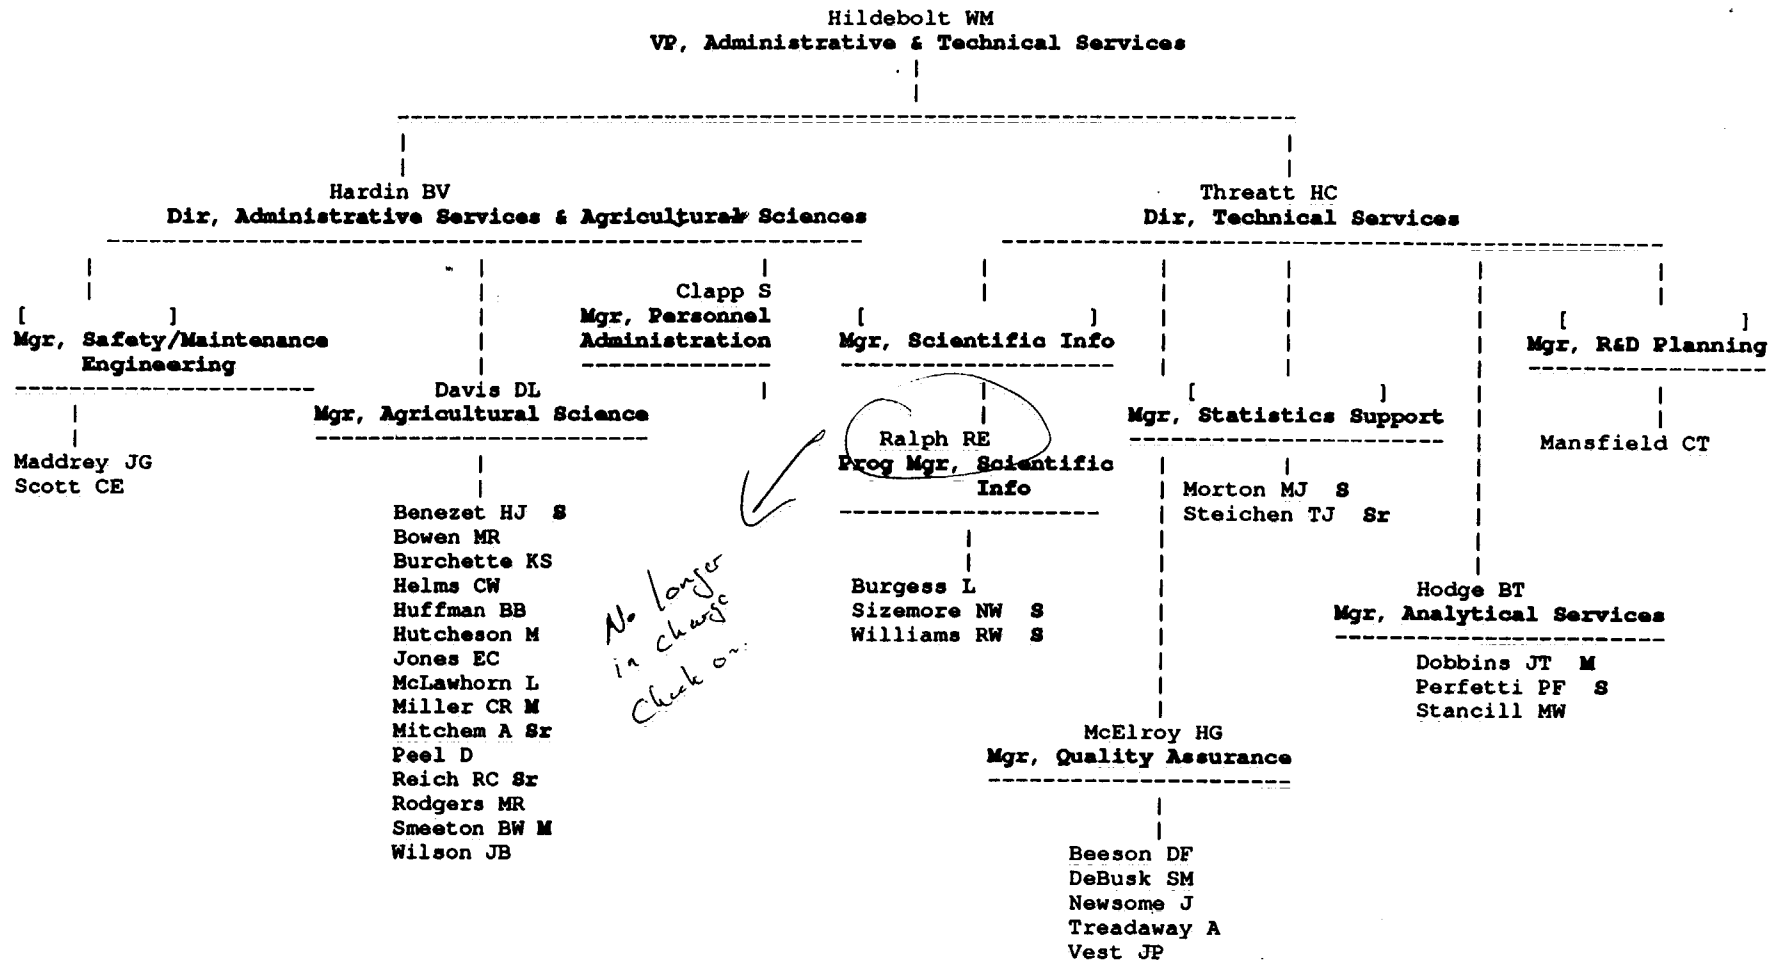 Hildebolt WM
VP, Administrative & Technical Services
Hardin BV
Dir, Administrative Services & Agricultural Sciences
Threatt HC
Dir, Technical Services
[ ]
Mgr, Safety/Maintenance
Engineering
Maddrey JG
Scott CE
Davis DL
Mgr, Agricultural Science
Benezet HJ S
Bowen MR
Burchette KS
Helms CW
Huffman BB
Hutcheson M
Jones EC
McLawhorn L
Miller CR M
Mitchem A Sr
Peel D
Reich RC Sr
Rodgers MR
Smeeton BW M
Wilson JB
Clapp S
Mgr, Personnel
Administration
[ ]
Mgr, Scientific Info
Ralph RE
Prog Mgr, Scientific
Info
No longer
in charge
Check on.
Burgess L
Sizemore NW S
Williams RW S
McElroy HG
Mgr, Quality Assurance
Beeson DF
DeBusk SM
Newsome J
Treadaway A
Vest JP
[ ]
Mgr, Statistics Support
Morton MJ S
Steichen TJ Sr
Hodge BT
Mgr, Analytical Services
Dobbins JT M
Perfetti PF S
Stancill MW
[ ]
Mgr, R&D Planning
Mansfield CT